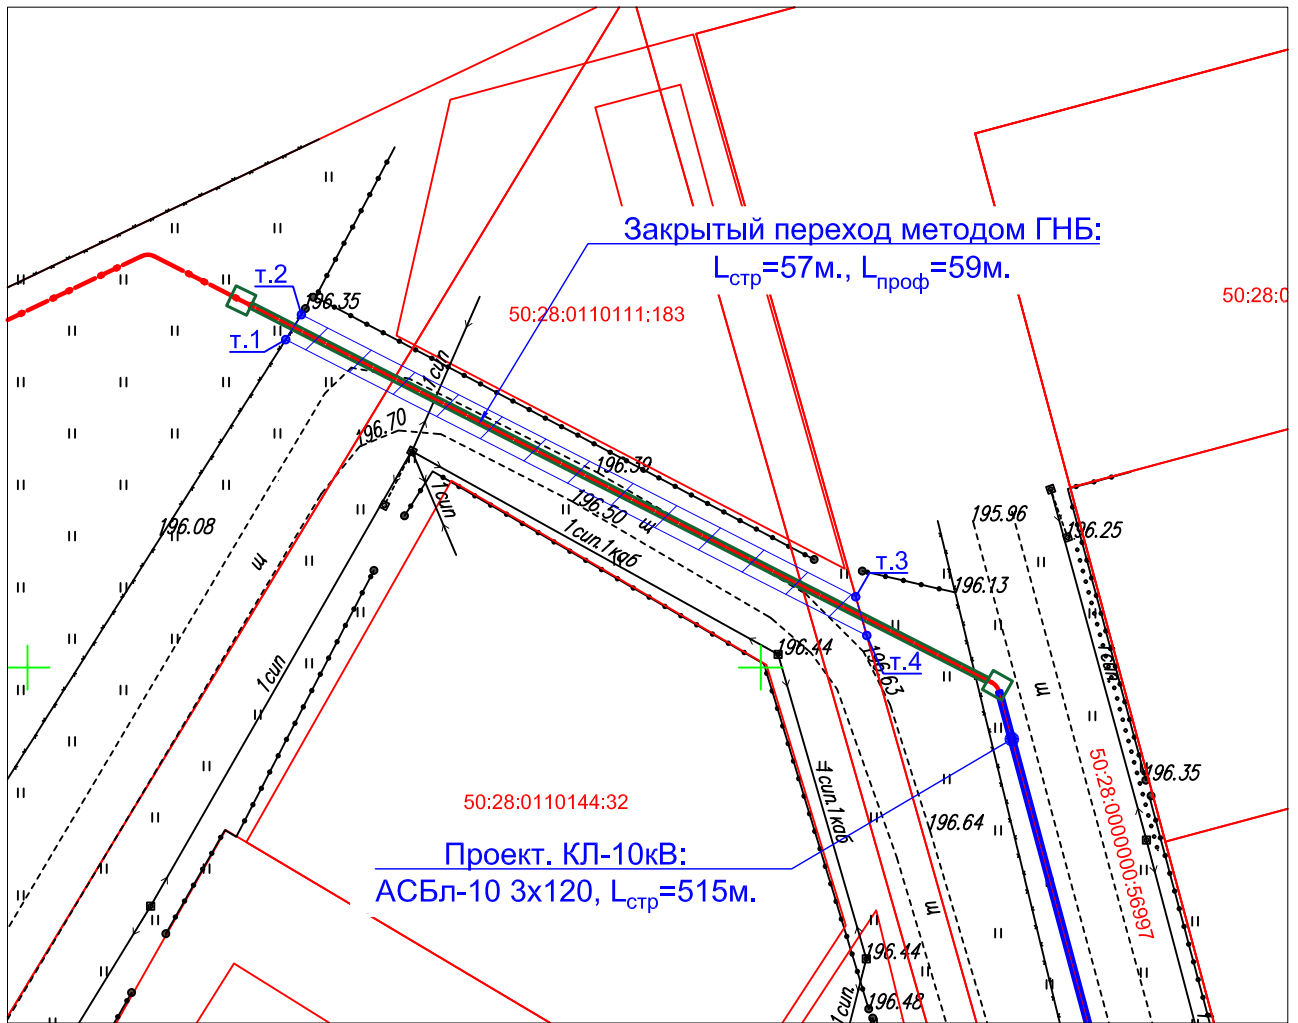 Закрытый переход методом ГНБ:
Lстр=57м., Lпроф=59м.
т.2
196.35
50:28:0
50:28:0110111:183
т.1
1сип
196.70
196.39
1сип
196.50
щ
195.96
196.25
196.08
щ
1сип.1каб
т.3
196.13
196.44
т.4
196.63
1сип
щ
1сип.
196.35
50:28:0110144:32
1сип.1каб
196.64
50:28:0000000:56997
Проект. КЛ-10кВ:
АСБл-10 3х120, Lстр=515м.
щ
196.44
196.48
1сип.